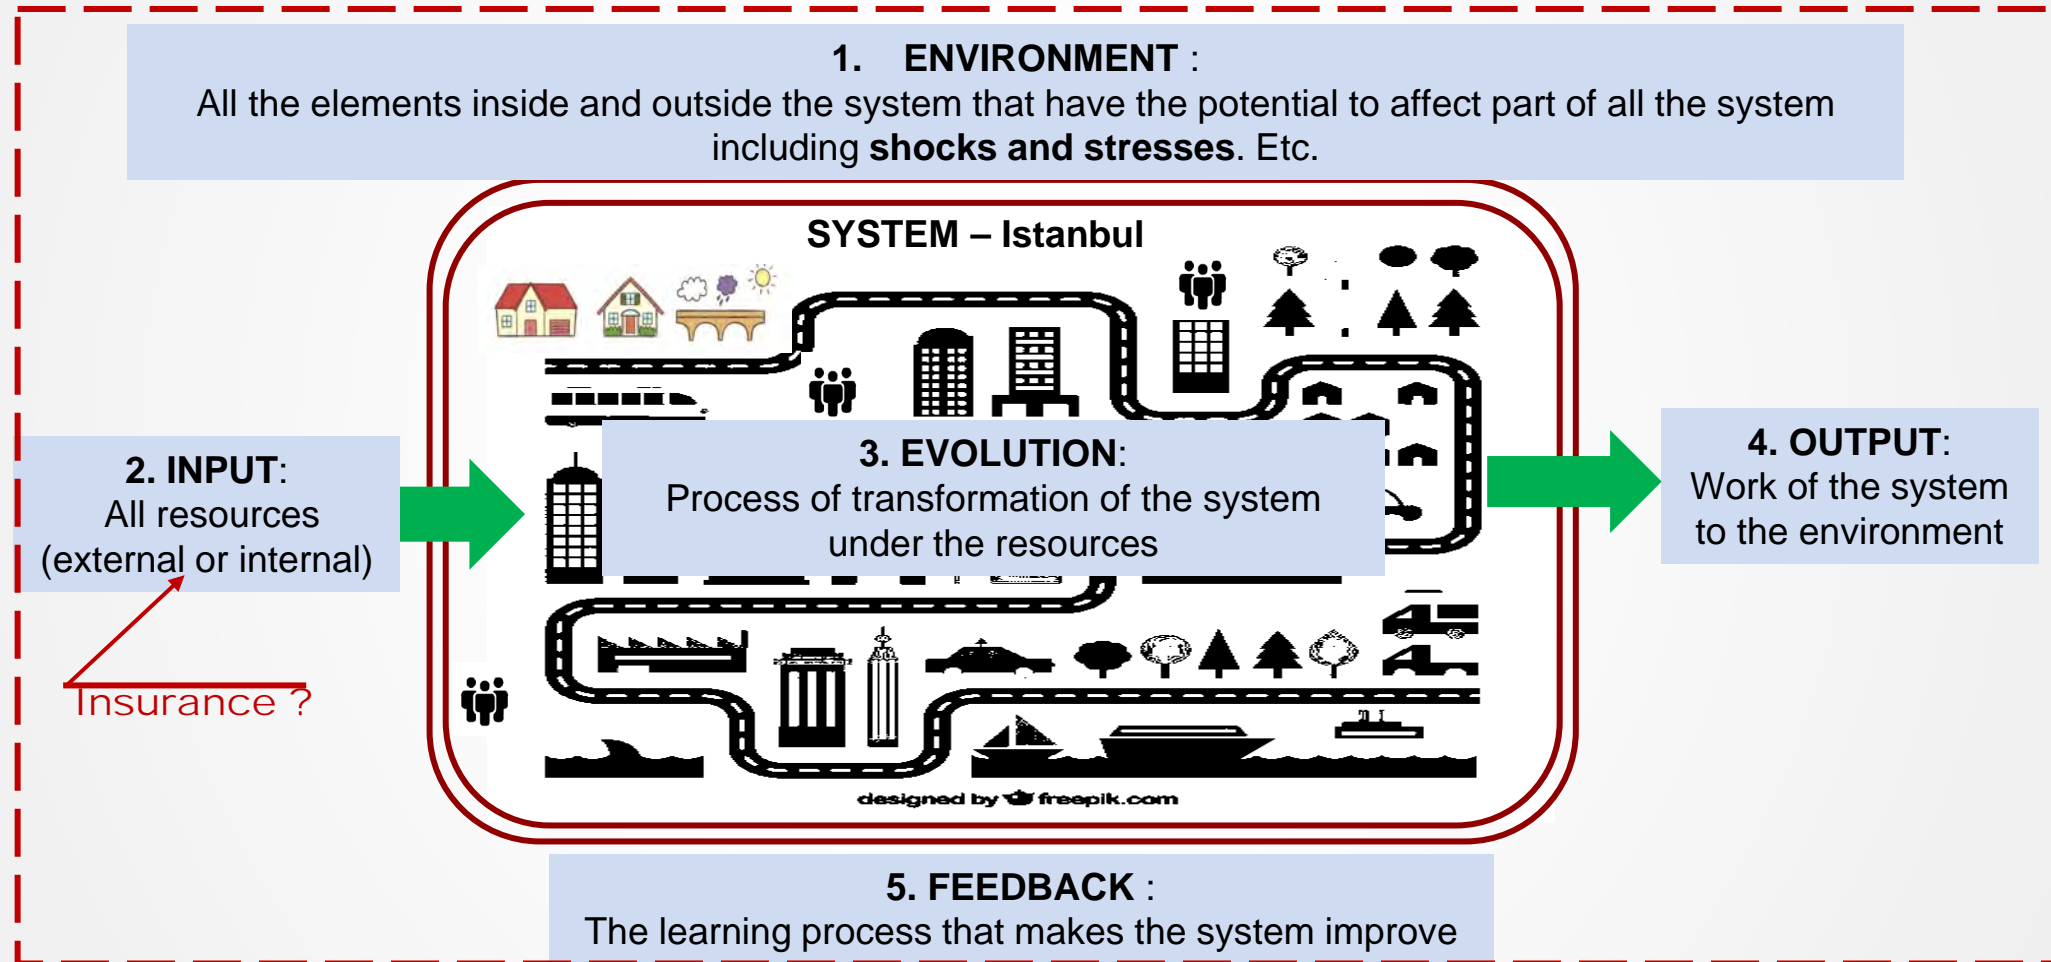 1. ENVIRONMENT :
All the elements inside and outside the system that have the potential to affect part of all the system
including shocks and stresses. Etc.
SYSTEM – Istanbul
2. INPUT:
All resources
(external or internal)
Insurance ?
3. EVOLUTION:
Process of transformation of the system
under the resources
4. OUTPUT:
Work of the system
to the environment
designed by freepik.com
5. FEEDBACK :
The learning process that makes the system improve